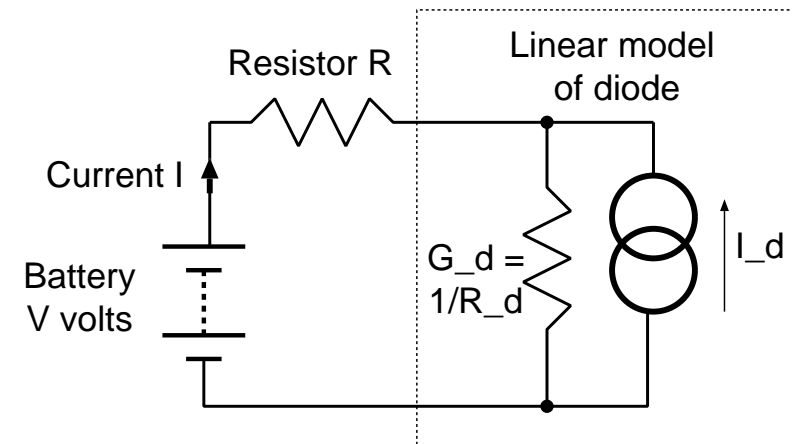 Linear model
of diode
Resistor R
Current I
Battery
V volts
G_d =
1/R_d
I_d